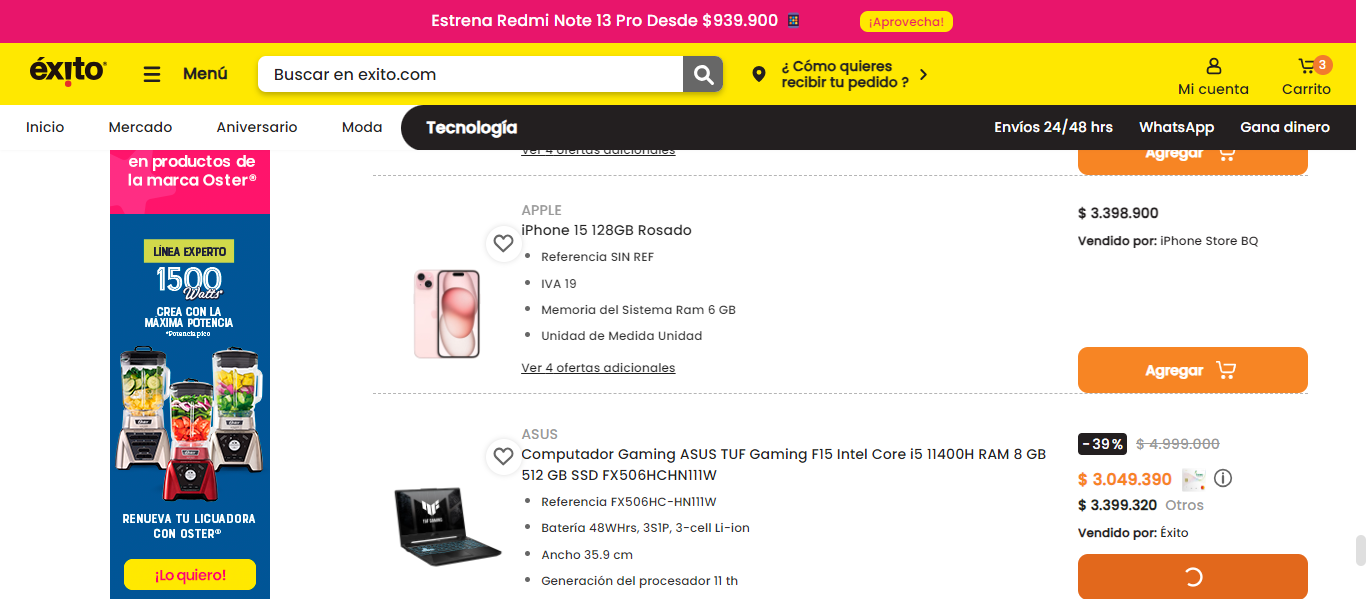 Estrena Redmi Note 13 Pro Desde $939.900
¡Aprovecha!
éxito
Menú
Buscar en exito.com
¿ Cómo quieres
recibir tu pedido ?
Mi cuenta
3
Carrito
Inicio
Mercado
Aniversario
Moda
Tecnología
Envíos 24/48 hrs
WhatsApp
Gana dinero
en productos de
la marca Oster®
LÍNEA EXPERTO
1500
Watts
CREA CON LA
MÁXIMA POTENCIA
*Potencia pico
RENUEVA TU LICUADORA
CON OSTER®
¡Lo quiero!
Ver 4 ofertas adicionales
Agregar
APPLE
iPhone 15 128GB Rosado
Referencia SIN REF
IVA 19
Memoria del Sistema Ram 6 GB
Unidad de Medida Unidad
Ver 4 ofertas adicionales
$ 3.398.900
Vendido por: iPhone Store BQ
Agregar
ASUS
Computador Gaming ASUS TUF Gaming F15 Intel Core i5 11400H RAM 8 GB
512 GB SSD FX506HCHN111W
Referencia FX506HC-HN111W
Batería 48WHrs, 3S1P, 3-cell Li-ion
Ancho 35.9 cm
Generación del procesador 11 th
TUF GAMING
-39%
$ 4.999.000
$ 3.049.390
$ 3.399.320 Otros
Vendido por: Éxito